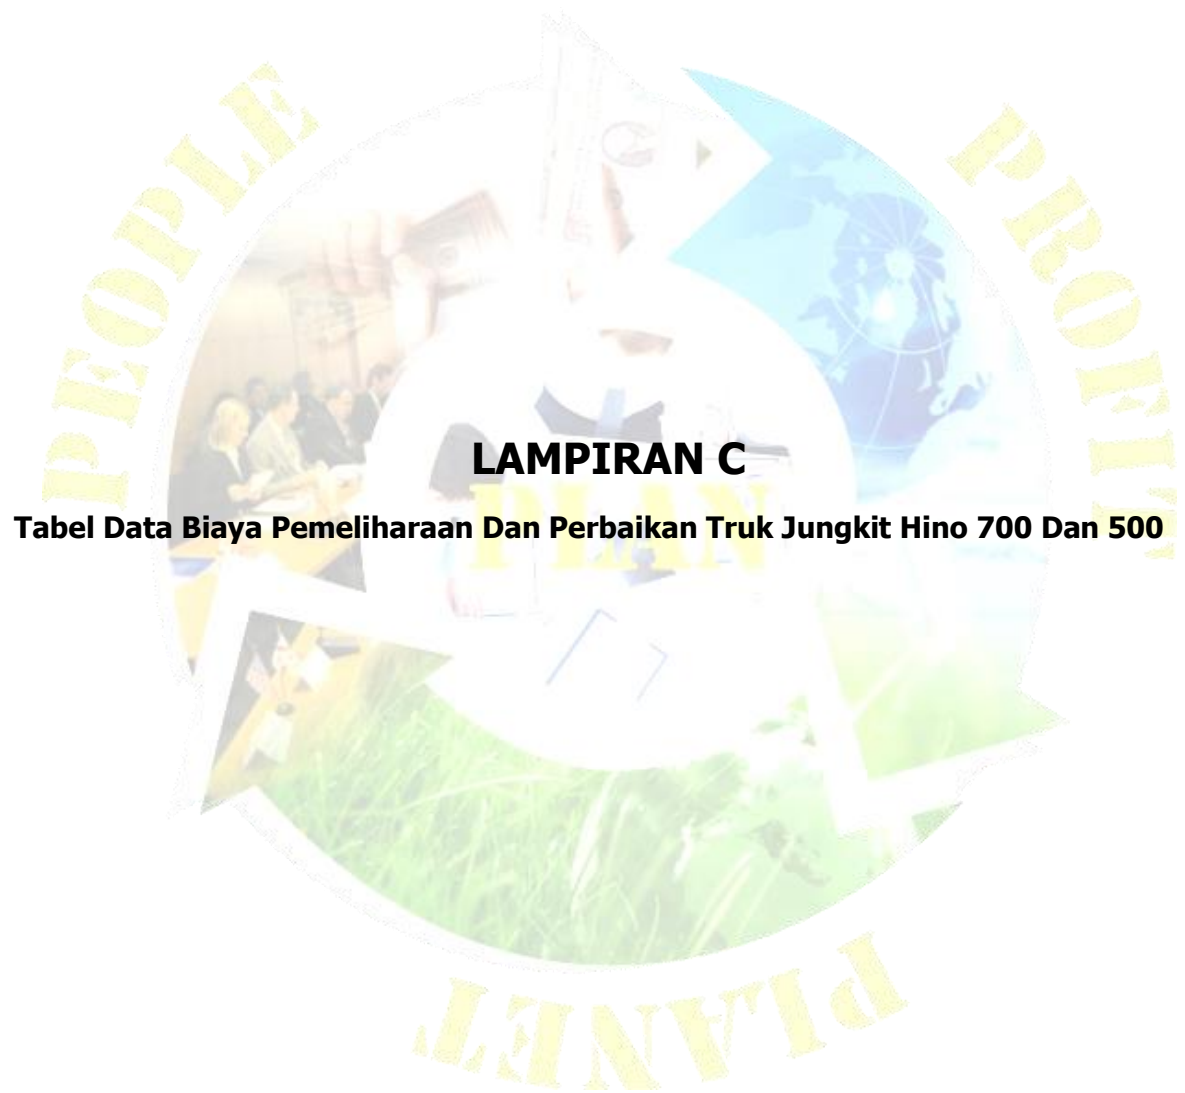 PEOPLE
PROFIT
LAMPIRAN C
PLAN
Tabel Data Biaya Pemeliharaan Dan Perbaikan Truk Jungkit Hino 700 Dan 500
PLANET